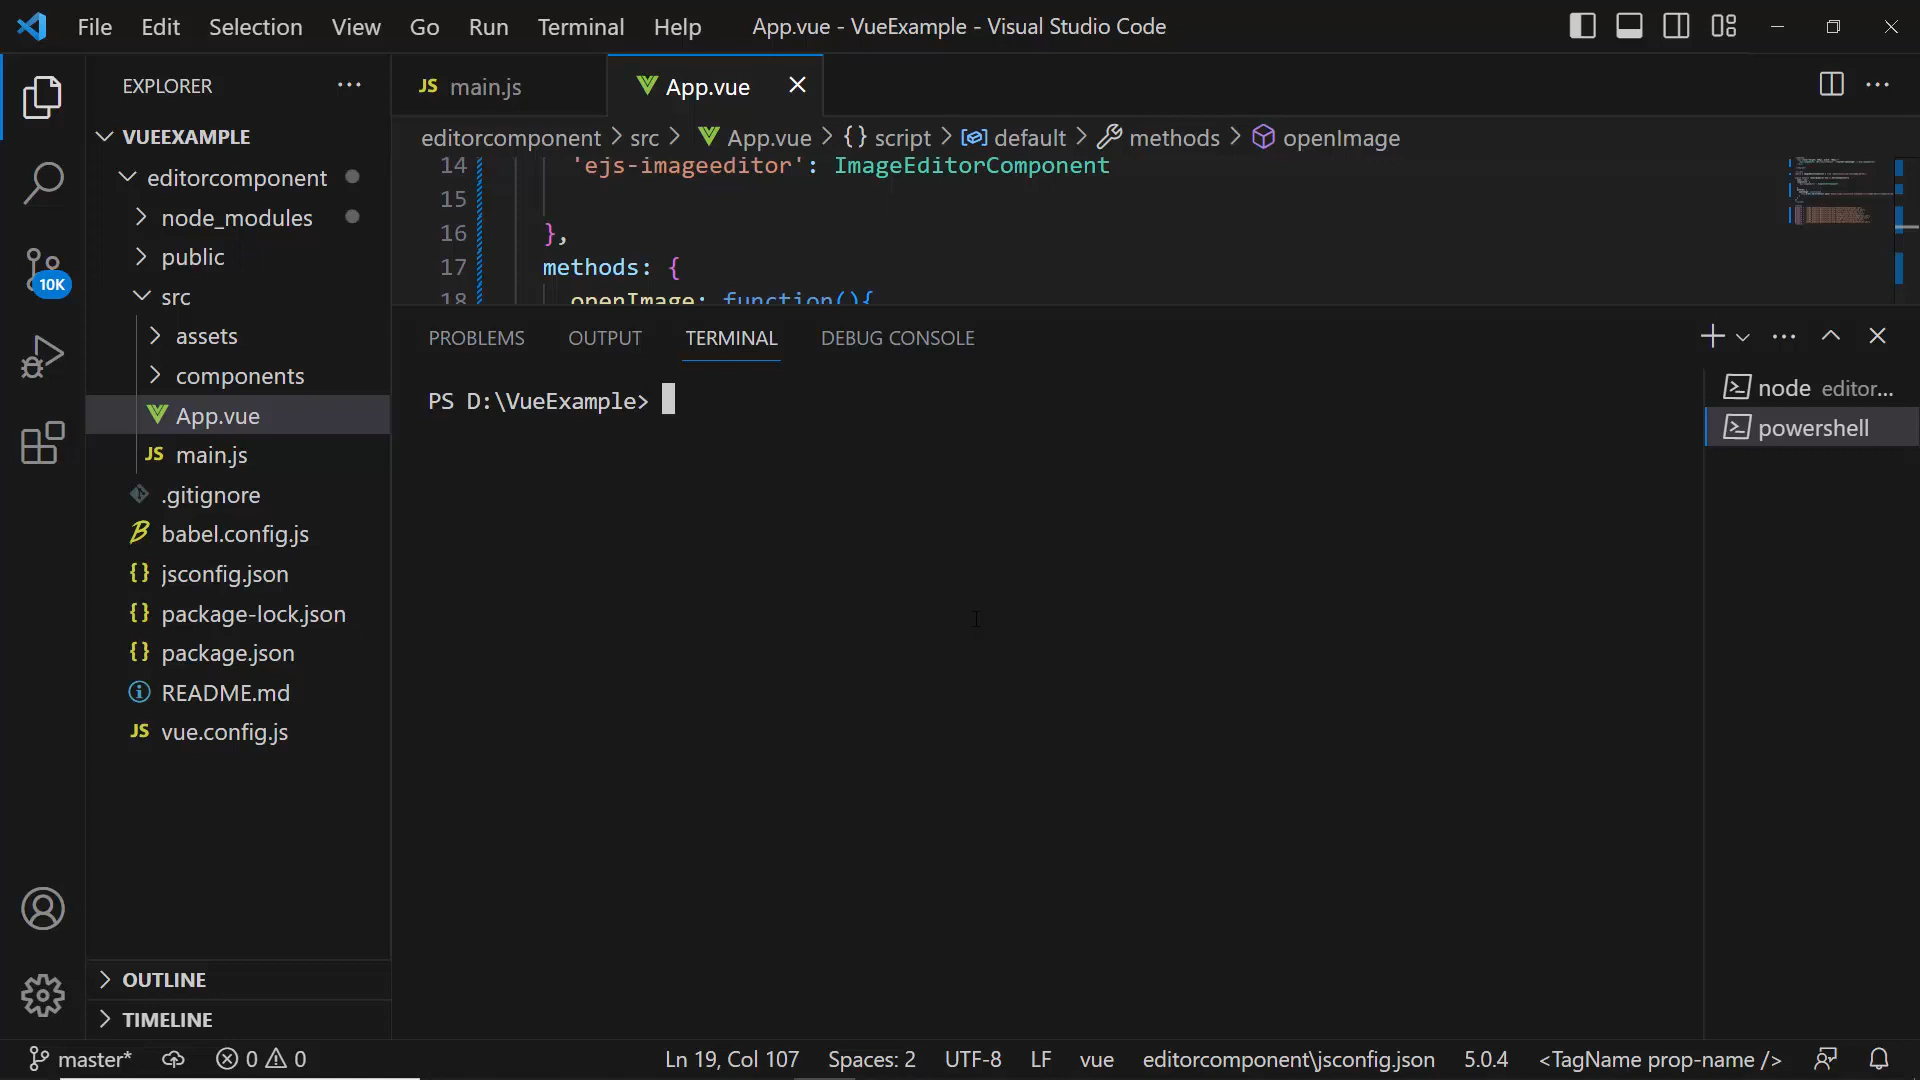 File Edit Selection View Go Run Terminal Help
App.vue - VueExample - Visual Studio Code
EXPLORER
VUEEXAMPLE
editorcomponent
node_modules
public
src
assets
components
App.vue
JS main.js
.gitignore
babel.config.js
{} jsconfig.json
{} package-lock.json
{} package.json
README.md
JS vue.config.js
OUTLINE
TIMELINE
10K
JS main.js
App.vue
editorcomponent > src > App.vue > {} script > default > methods > openImage
14 'ejs-imageeditor': ImageEditorComponent
15
16 },
17 methods: {
18 openImage: function(){
PROBLEMS OUTPUT TERMINAL DEBUG CONSOLE
PS D:\VueExample>
node editor...
powershell
master* 0 0
Ln 19, Col 107 Spaces: 2 UTF-8 LF vue editorcomponent\jsconfig.json 5.0.4 <TagName prop-name />